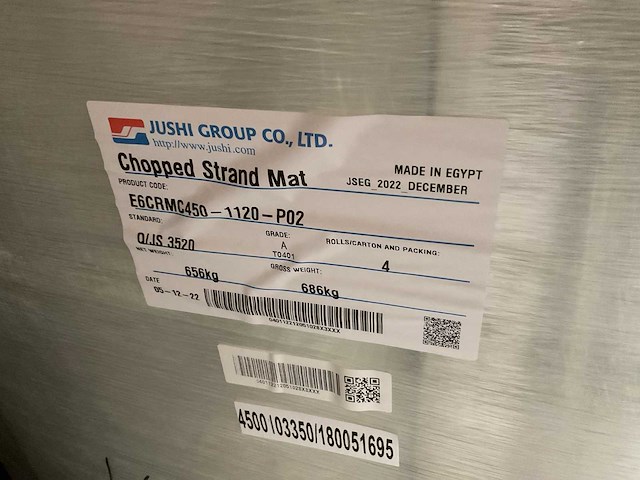 JUSHI GROUP CO., LTD.
http://www.jushi.com
Chopped Strand Mat
MADE IN EGYPT
JSEG_2022_DECEMBER
PRODUCT CODE:
E6CRMC450-1120-P02
STANDARD:
GRADE:
ROLLS/CARTON AND PACKING:
Q/JS 3520
A
T0401
4
NET WEIGHT:
GROSS WEIGHT:
656kg
686kg
DATE
05-12-22
4500103350/180051695